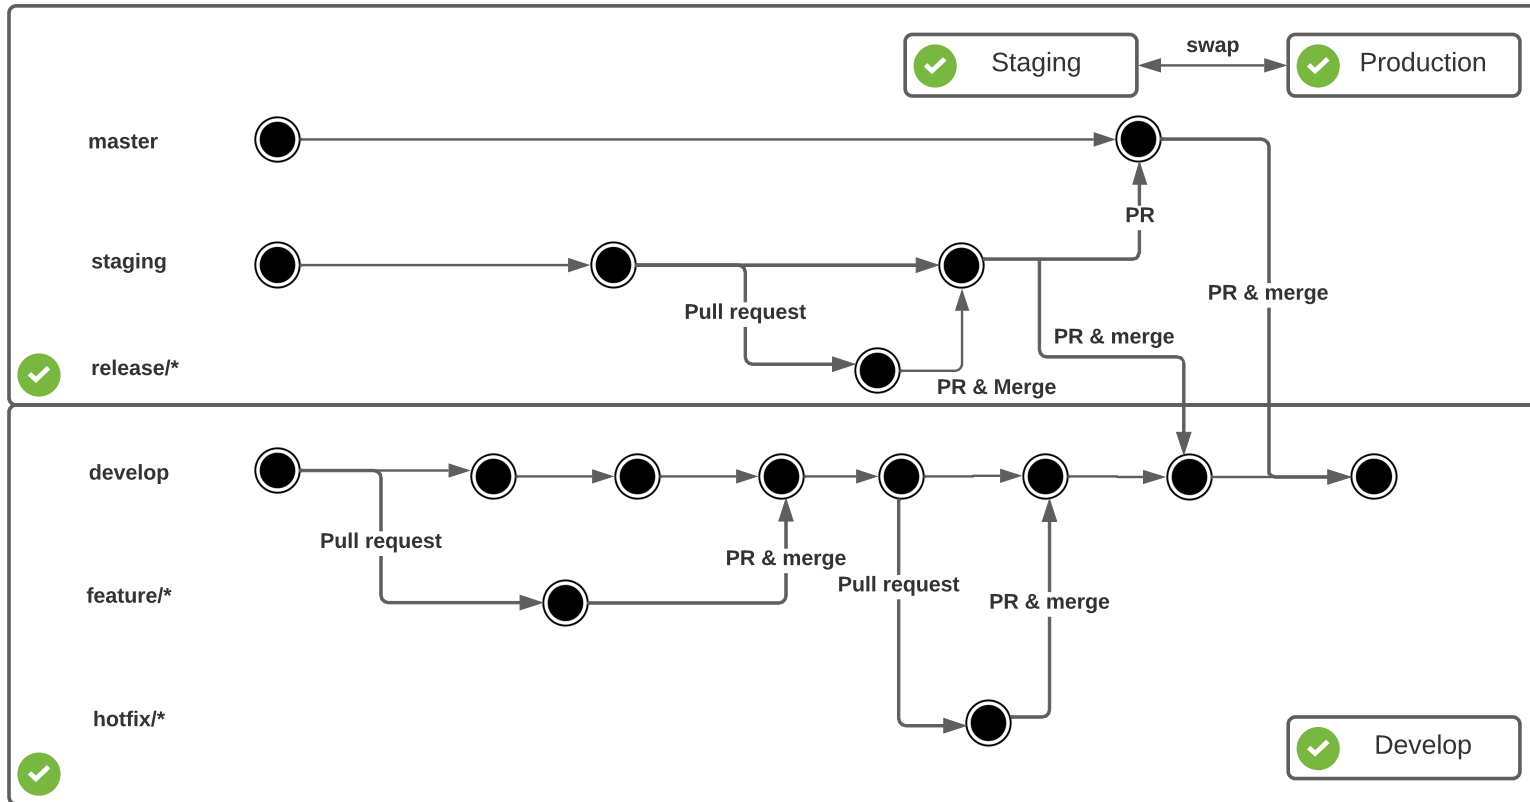 swap
Staging
Production
master
PR
staging
PR & merge
Pull request
PR & merge
release/*
PR & Merge
develop
Pull request
PR & merge
Pull request
feature/*
PR & merge
hotfix/*
Develop